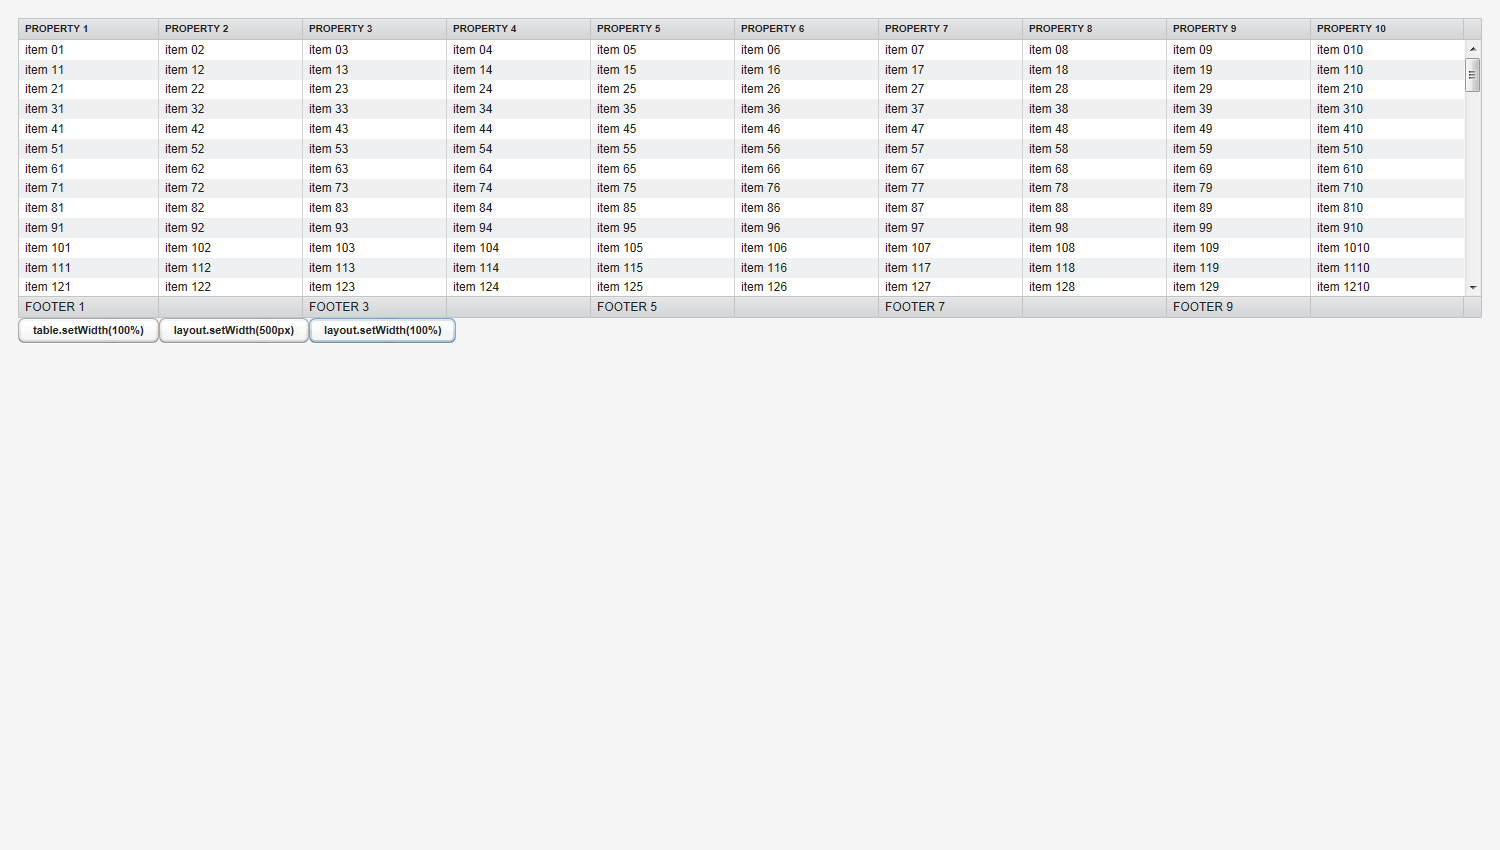 PROPERTY 1 PROPERTY 2 PROPERTY 3 PROPERTY 4 PROPERTY 5 PROPERTY 6 PROPERTY 7 PROPERTY 8 PROPERTY 9 PROPERTY 10
item 01 item 02 item 03 item 04 item 05 item 06 item 07 item 08 item 09 item 010
item 11 item 12 item 13 item 14 item 15 item 16 item 17 item 18 item 19 item 110
item 21 item 22 item 23 item 24 item 25 item 26 item 27 item 28 item 29 item 210
item 31 item 32 item 33 item 34 item 35 item 36 item 37 item 38 item 39 item 310
item 41 item 42 item 43 item 44 item 45 item 46 item 47 item 48 item 49 item 410
item 51 item 52 item 53 item 54 item 55 item 56 item 57 item 58 item 59 item 510
item 61 item 62 item 63 item 64 item 65 item 66 item 67 item 68 item 69 item 610
item 71 item 72 item 73 item 74 item 75 item 76 item 77 item 78 item 79 item 710
item 81 item 82 item 83 item 84 item 85 item 86 item 87 item 88 item 89 item 810
item 91 item 92 item 93 item 94 item 95 item 96 item 97 item 98 item 99 item 910
item 101 item 102 item 103 item 104 item 105 item 106 item 107 item 108 item 109 item 1010
item 111 item 112 item 113 item 114 item 115 item 116 item 117 item 118 item 119 item 1110
item 121 item 122 item 123 item 124 item 125 item 126 item 127 item 128 item 129 item 1210
FOOTER 1 FOOTER 3 FOOTER 5 FOOTER 7 FOOTER 9
table.setWidth(100%) layout.setWidth(500px) layout.setWidth(100%)